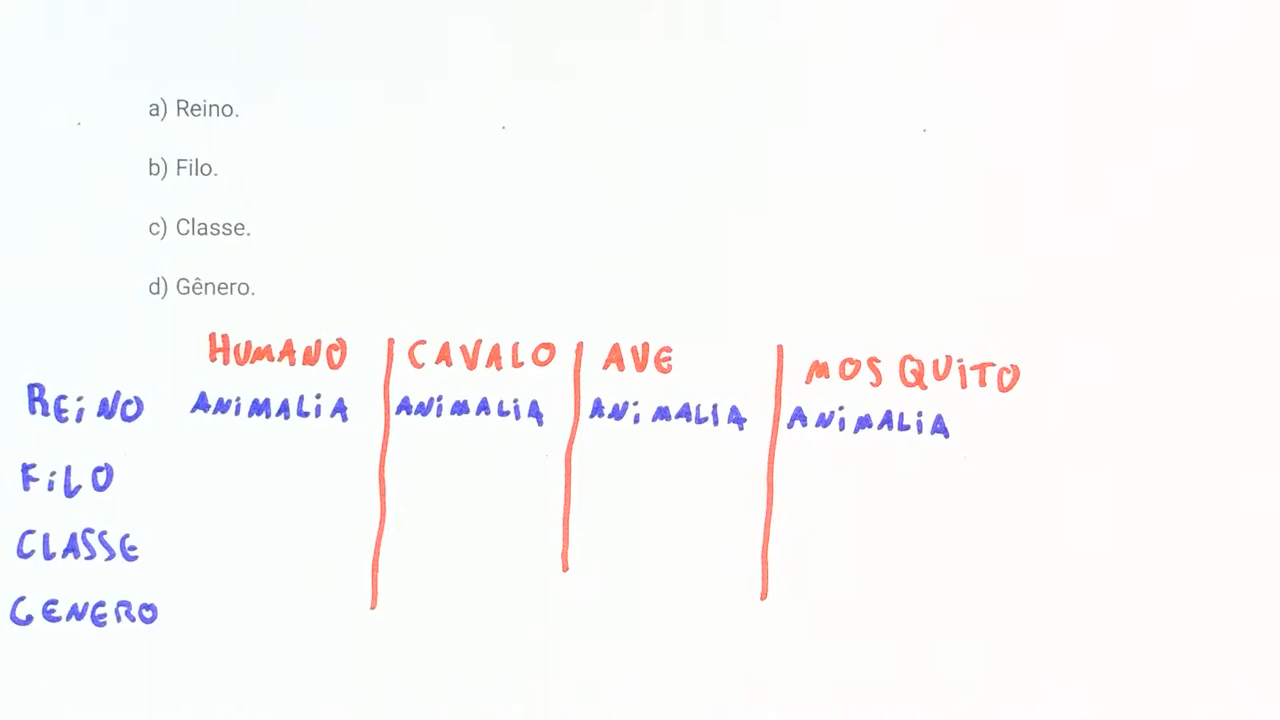 a) Reino.
b) Filo.
c) Classe.
d) Gênero.
HUMANO CAVALO AVE MOSQUITO
REINO ANIMALIA ANIMALIA ANIMALIA ANIMALIA
FILO
CLASSE
GENERO